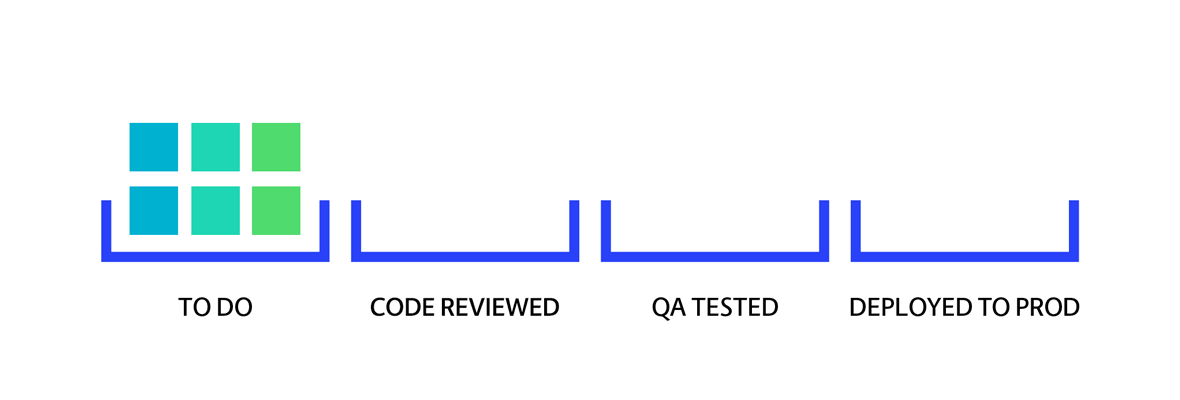 TO DO
CODE REVIEWED
QA TESTED
DEPLOYED TO PROD